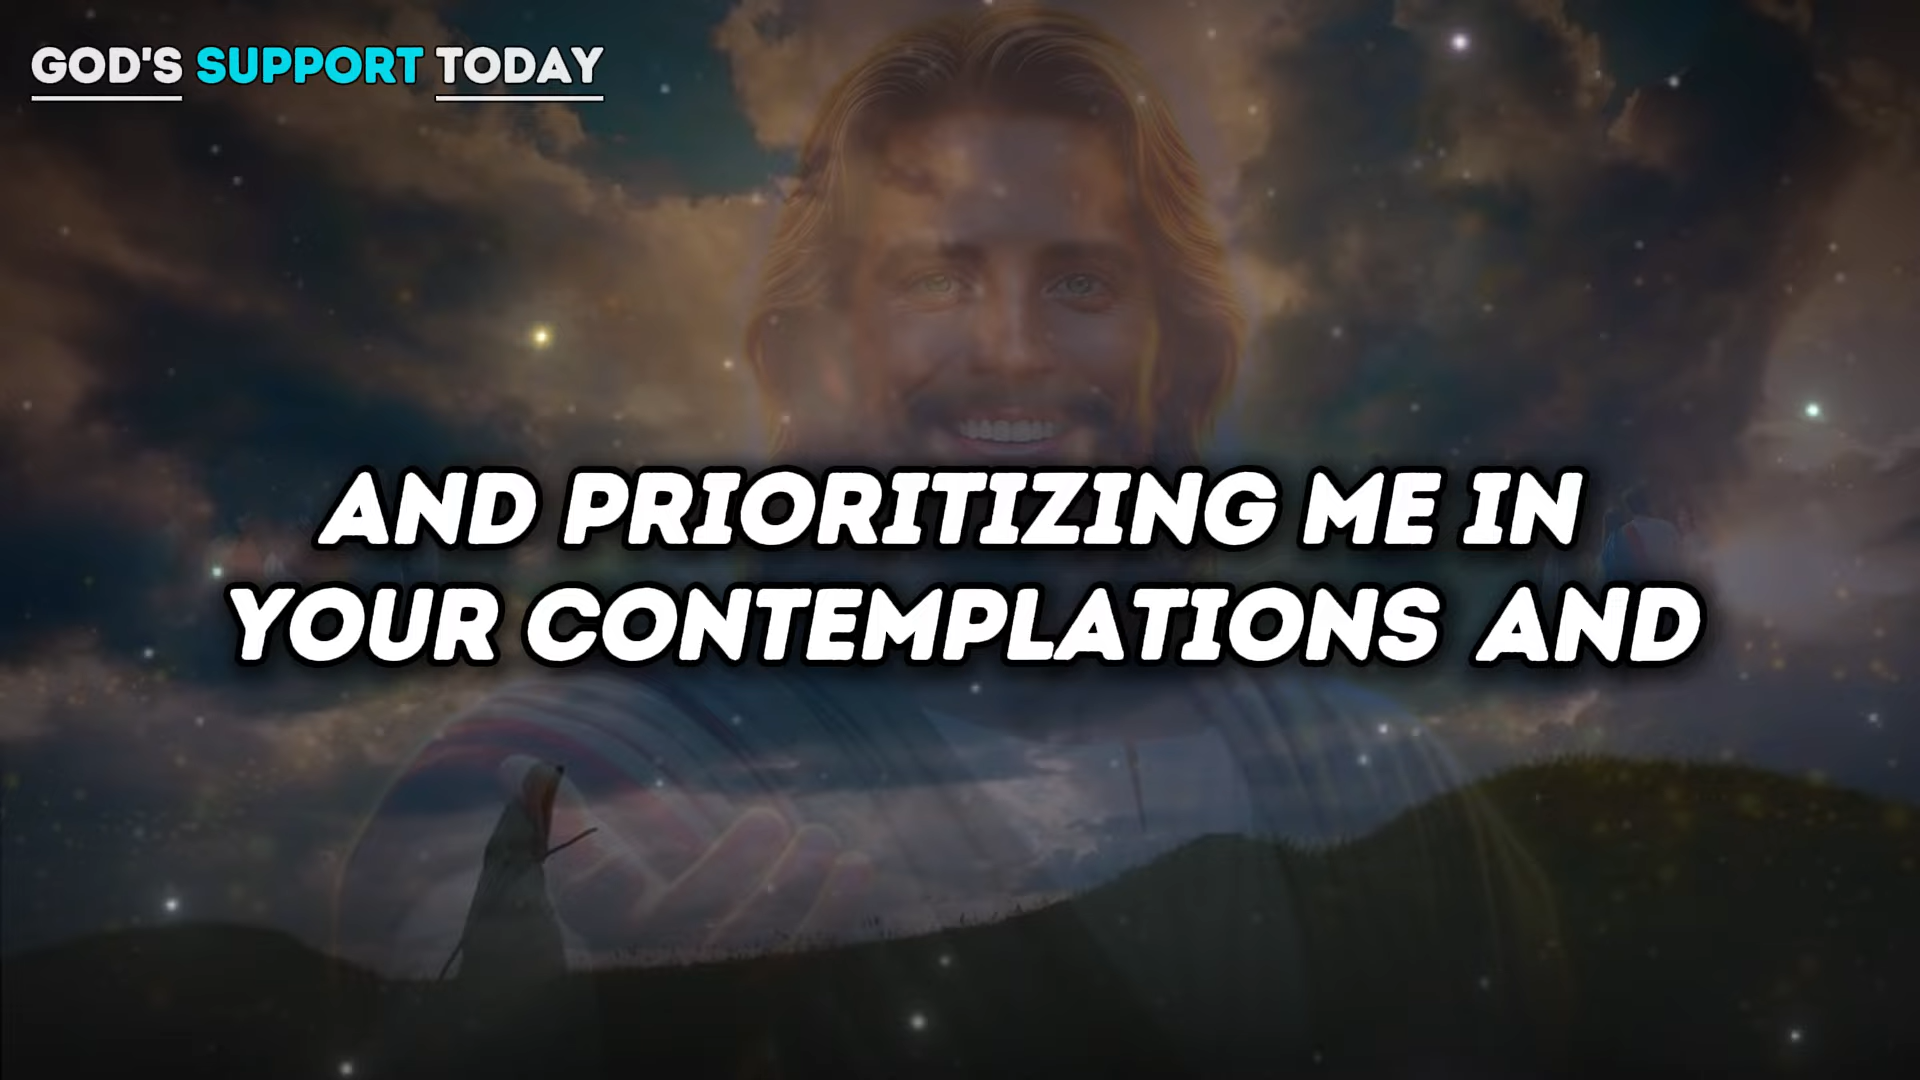 GOD'S SUPPORT TODAY
AND PRIORITIZING ME IN
YOUR CONTEMPLATIONS AND